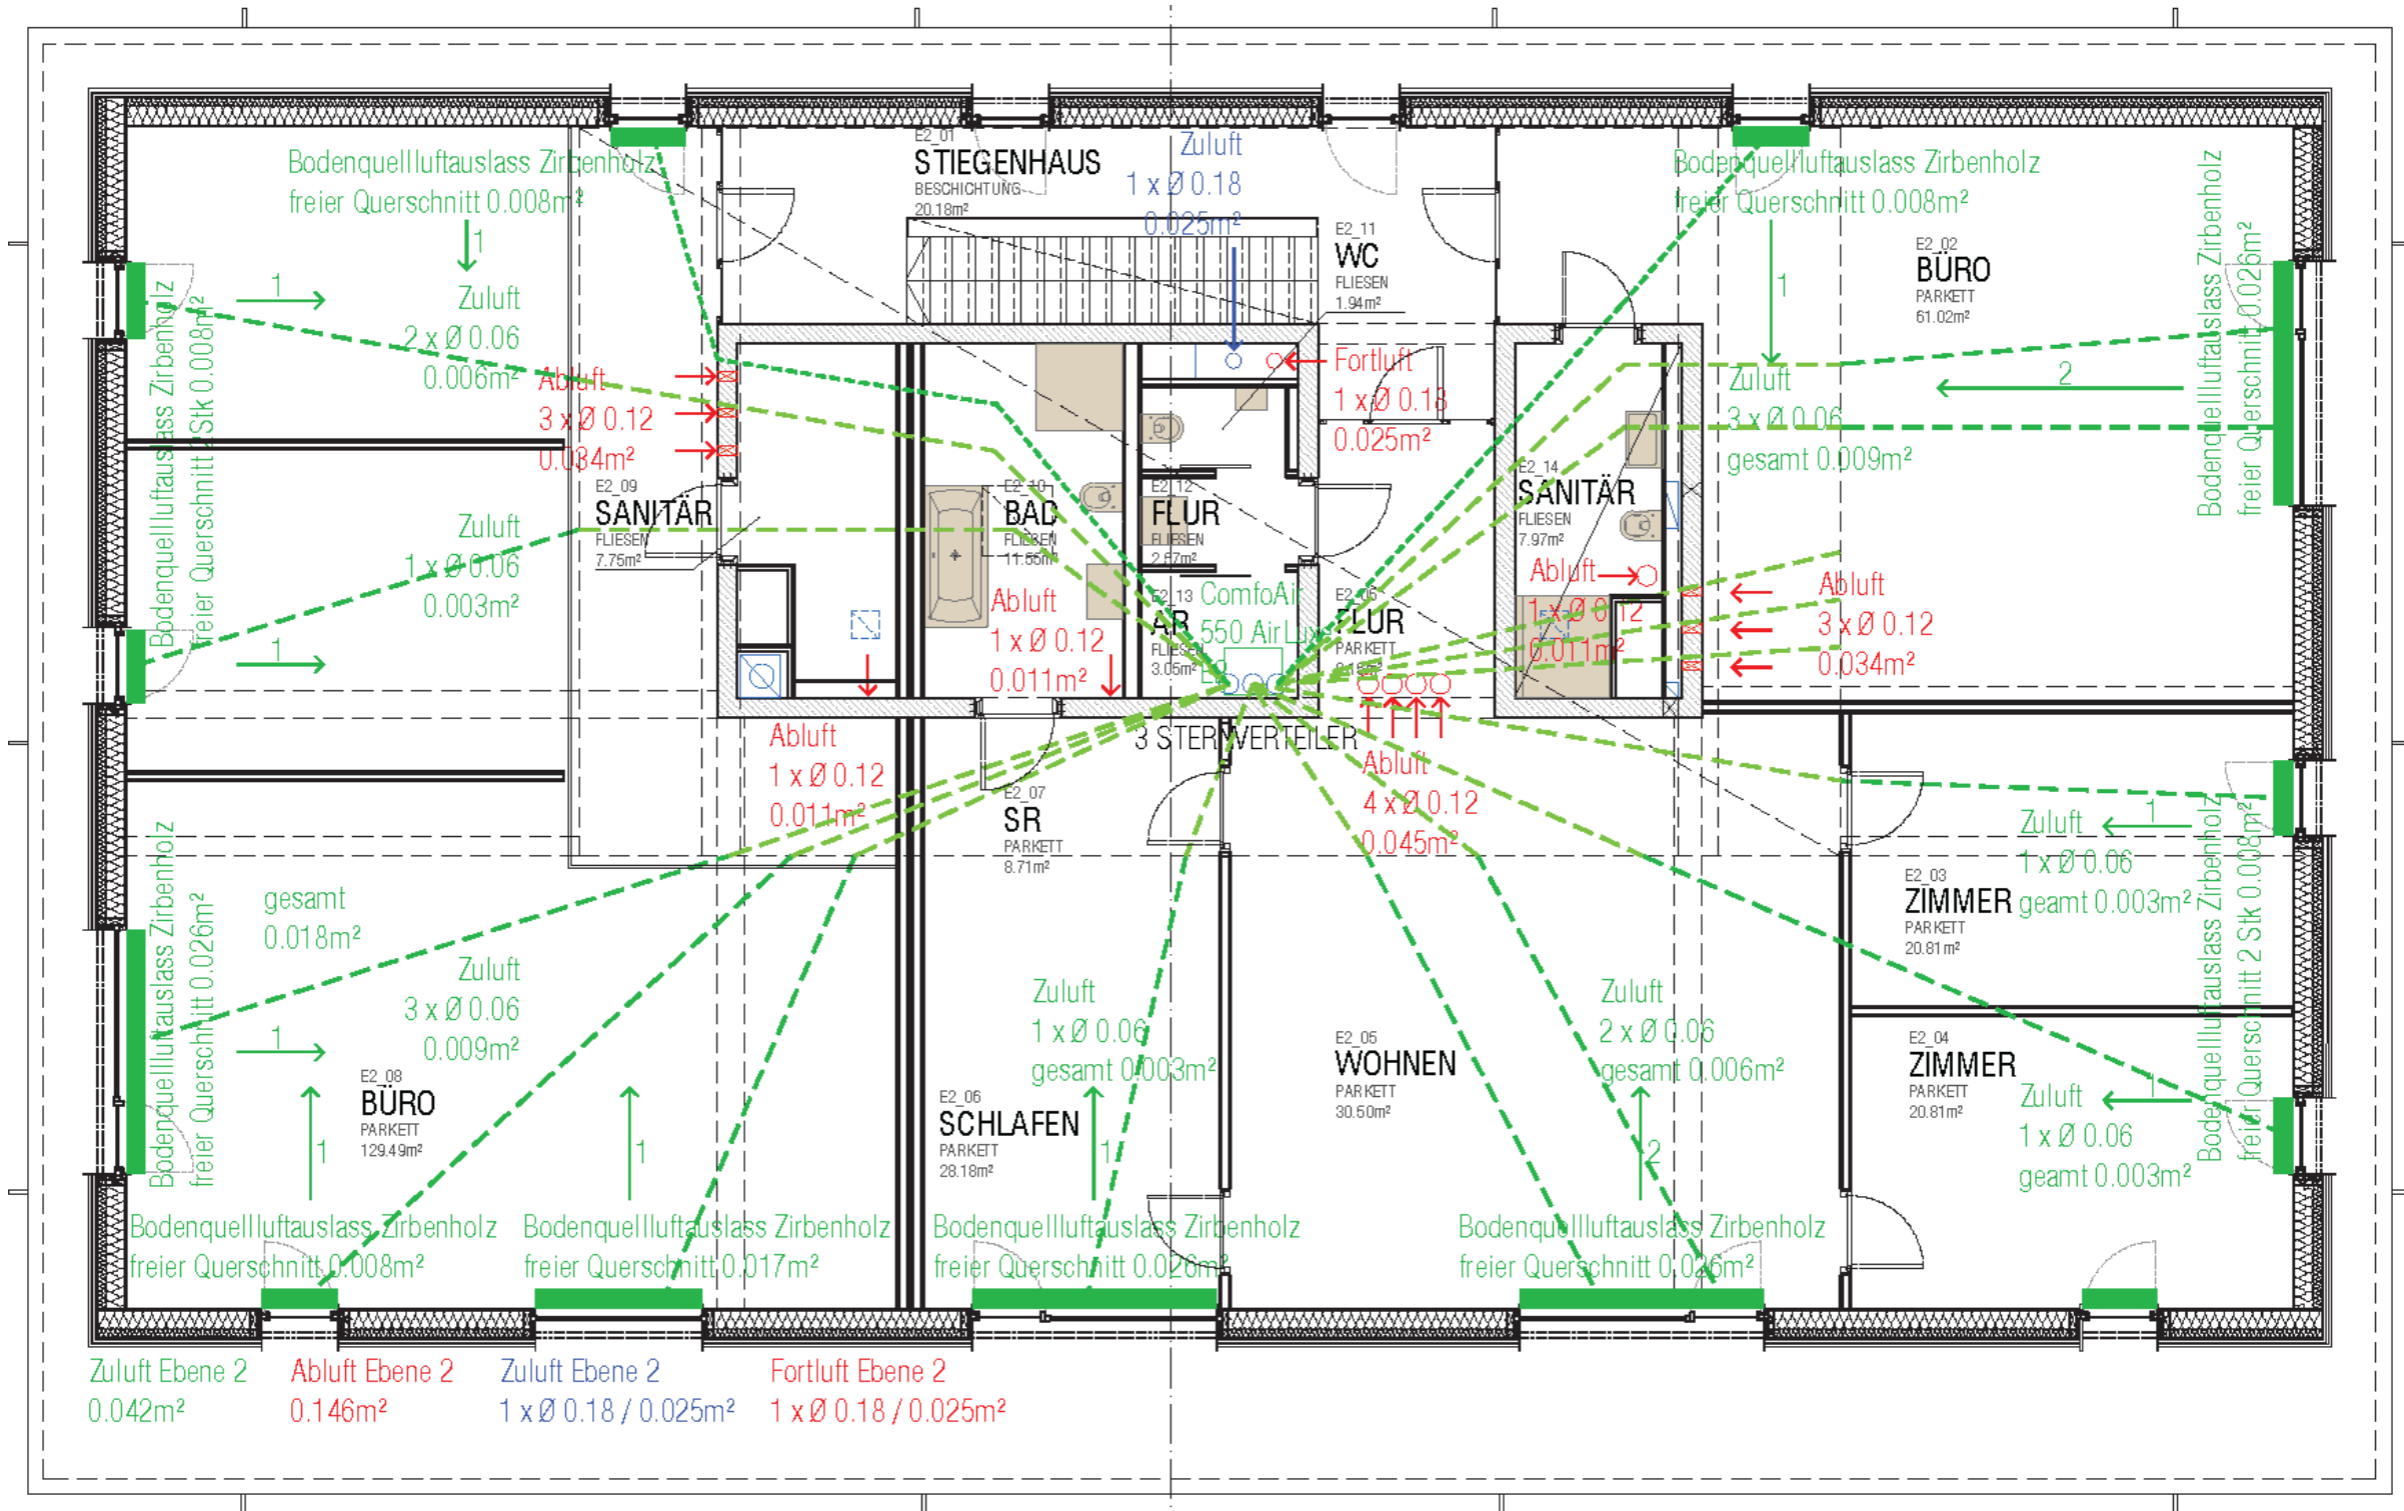 E2_01
STIEGENHAUS
BESCHICHTUNG
20.18m²
Zuluft
1 x Ø 0.18
0.025m²
Bodenquellluftauslass Zirbenholz
freier Querschnitt 0.008m²
1
Bodenquellluftauslass Zirbenholz
freier Querschnitt 0.008m²
1
Bodenquellluftauslass Zirbenholz
freier Querschnitt 0.026m²
E2_11
WC
FLIESEN
1.94m²
E2_02
BÜRO
PARKETT
61.02m²
1
Zuluft
2 x Ø 0.06
0.006m²
Bodenquellluftauslass Zirbenholz
freier Querschnitt 2 Stk 0.008m²
Abluft
3 x Ø 0.12
0.034m²
Fortluft
1 x Ø 0.18
0.025m²
Zuluft
3 x Ø 0.06
gesamt 0.009m²
2
E2_09
SANITÄR
FLIESEN
7.75m²
E2_10
BAD
FLIESEN
11.55m²
E2_12
FLUR
FLIESEN
E2_14
SANITÄR
FLIESEN
7.97m²
Zuluft
1 x Ø 0.06
0.003m²
1
Abluft
1 x Ø 0.12
0.011m²
E2_13
AR
FLIESEN
3.05m²
ComfoAir
550 AirLuxe
E2
FLUR
PARKETT
Abluft
1 x Ø 0.12
0.011m²
Abluft
3 x Ø 0.12
0.034m²
3 STERNVERTEILER
Abluft
1 x Ø 0.12
0.011m²
Abluft
4 x Ø 0.12
0.045m²
E2_07
SR
PARKETT
8.71m²
Zuluft
1 x Ø 0.06
geamt 0.003m²
1
E2_03
ZIMMER
PARKETT
20.81m²
Bodenquellluftauslass Zirbenholz
freier Querschnitt 2 Stk 0.008m²
Bodenquellluftauslass Zirbenholz
freier Querschnitt 0.026m²
gesamt
0.018m²
Zuluft
3 x Ø 0.06
0.009m²
1
E2_08
BÜRO
PARKETT
129.49m²
1
1
Zuluft
1 x Ø 0.06
gesamt 0.003m²
E2_06
SCHLAFEN
PARKETT
28.18m²
1
E2_05
WOHNEN
PARKETT
30.50m²
Zuluft
2 x Ø 0.06
gesamt 0.006m²
2
E2_04
ZIMMER
PARKETT
20.81m²
Zuluft
1 x Ø 0.06
geamt 0.003m²
1
Bodenquellluftauslass Zirbenholz
freier Querschnitt 0.008m²
Bodenquellluftauslass Zirbenholz
freier Querschnitt 0.017m²
Bodenquellluftauslass Zirbenholz
freier Querschnitt 0.026m²
Bodenquellluftauslass Zirbenholz
freier Querschnitt 0.026m²
Zuluft Ebene 2
0.042m²
Abluft Ebene 2
0.146m²
Zuluft Ebene 2
1 x Ø 0.18 / 0.025m²
Fortluft Ebene 2
1 x Ø 0.18 / 0.025m²